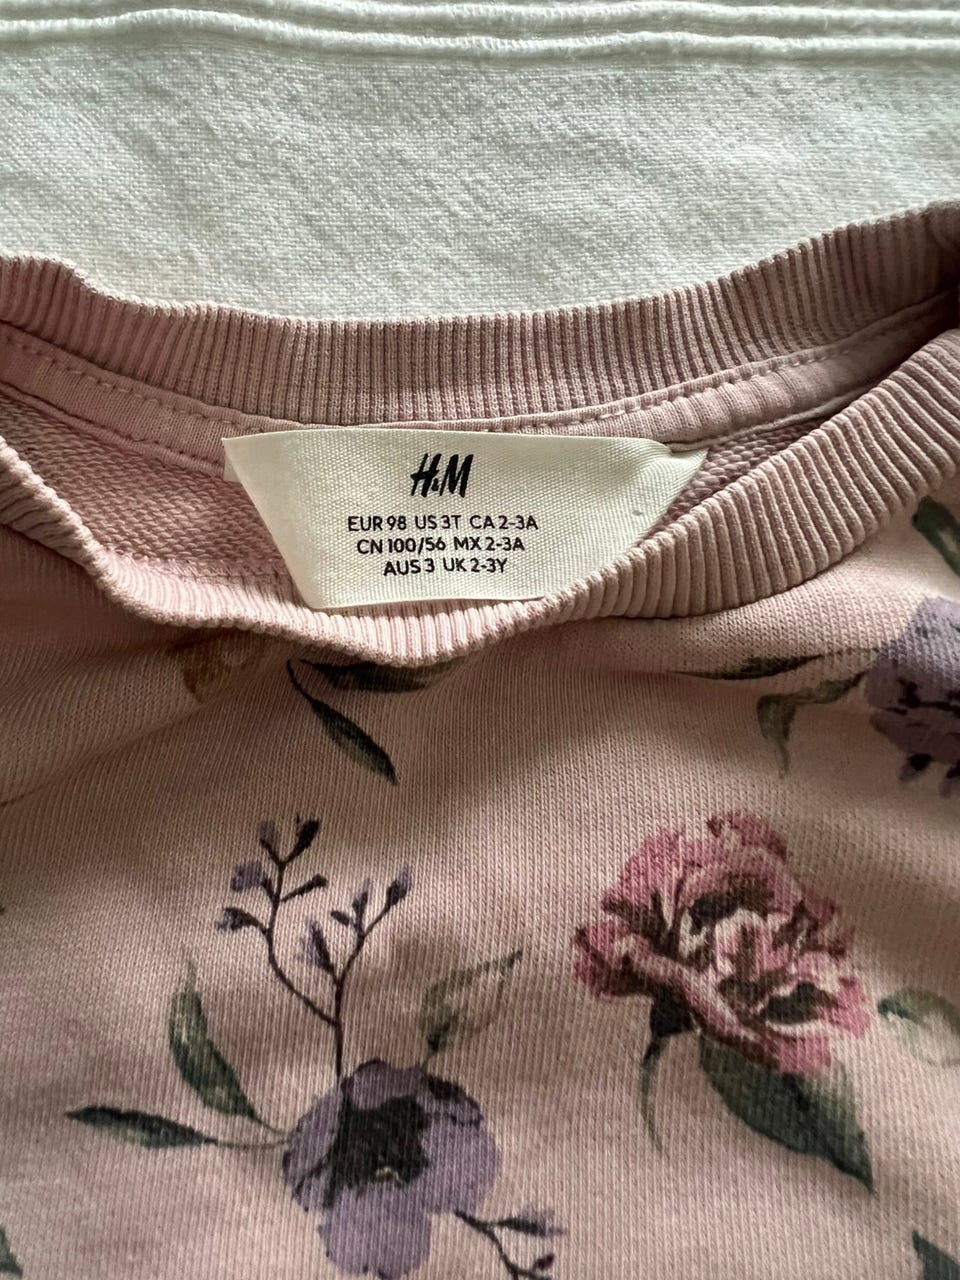 H&M
EUR 98 US 3T CA 2-3A
CN 100/56 MX 2-3A
AUS 3 UK 2-3Y